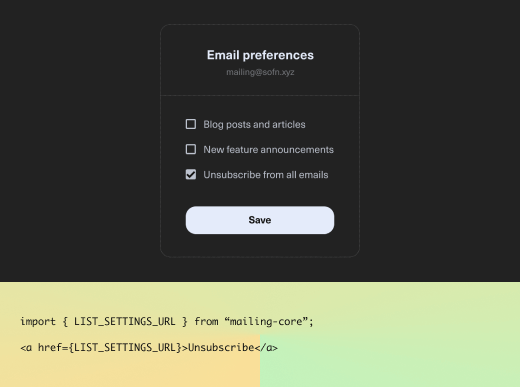 Email preferences
mailing@sofn.xyz
Blog posts and articles
New feature announcements
Unsubscribe from all emails
Save
import { LIST_SETTINGS_URL } from “mailing-core”;
<a href={LIST_SETTINGS_URL}>Unsubscribe</a>